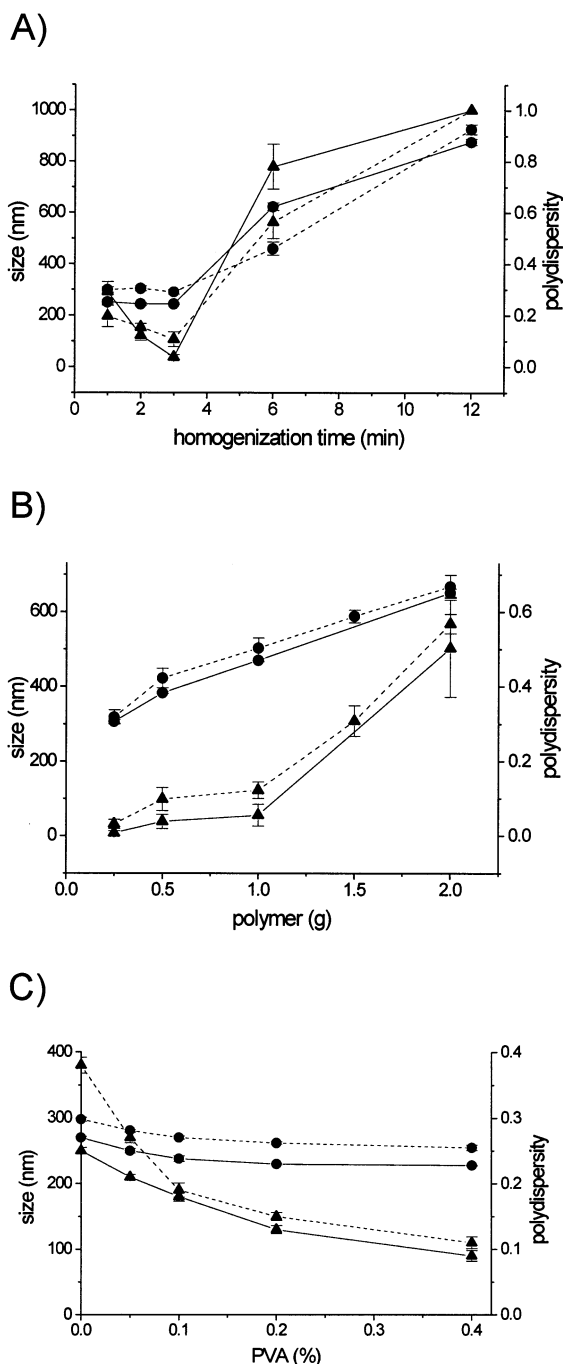 A)
1000
800
600
400
200
0
size (nm)
1.0
0.8
0.6
0.4
0.2
0.0
polydispersity
0 2 4 6 8 10 12
homogenization time (min)
B)
600
400
200
0
size (nm)
0.6
0.4
0.2
0.0
polydispersity
0.0 0.5 1.0 1.5 2.0
polymer (g)
C)
400
300
200
100
0
size (nm)
0.4
0.3
0.2
0.1
0.0
polydispersity
0.0 0.1 0.2 0.3 0.4
PVA (%)